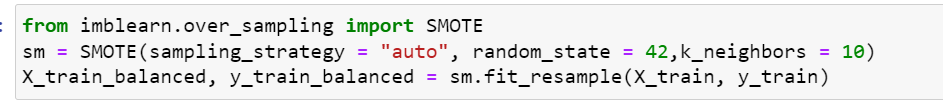 from imblearn.over_sampling import SMOTE
sm = SMOTE(sampling_strategy = "auto", random_state = 42,k_neighbors = 10)
X_train_balanced, y_train_balanced = sm.fit_resample(X_train, y_train)